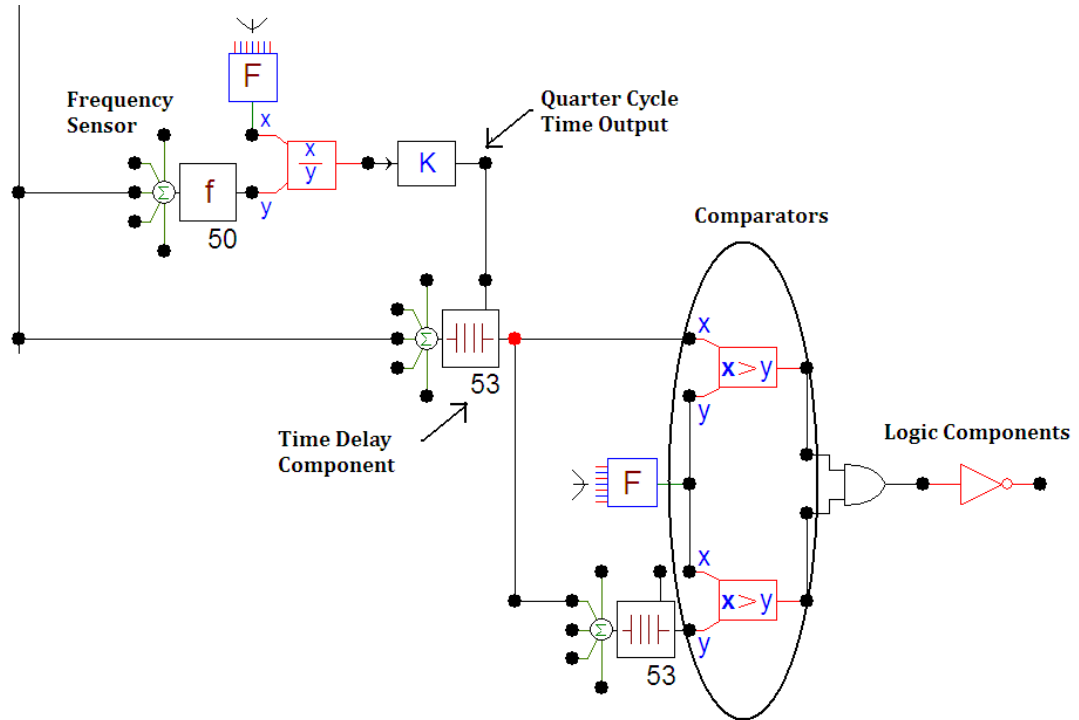 F
Frequency
Sensor
x
x
y
K
Quarter Cycle
Time Output
Σ
f
y
50
Comparators
Σ
53
x
x > y
y
Time Delay
Component
Logic Components
F
x
x > y
Σ
y
53